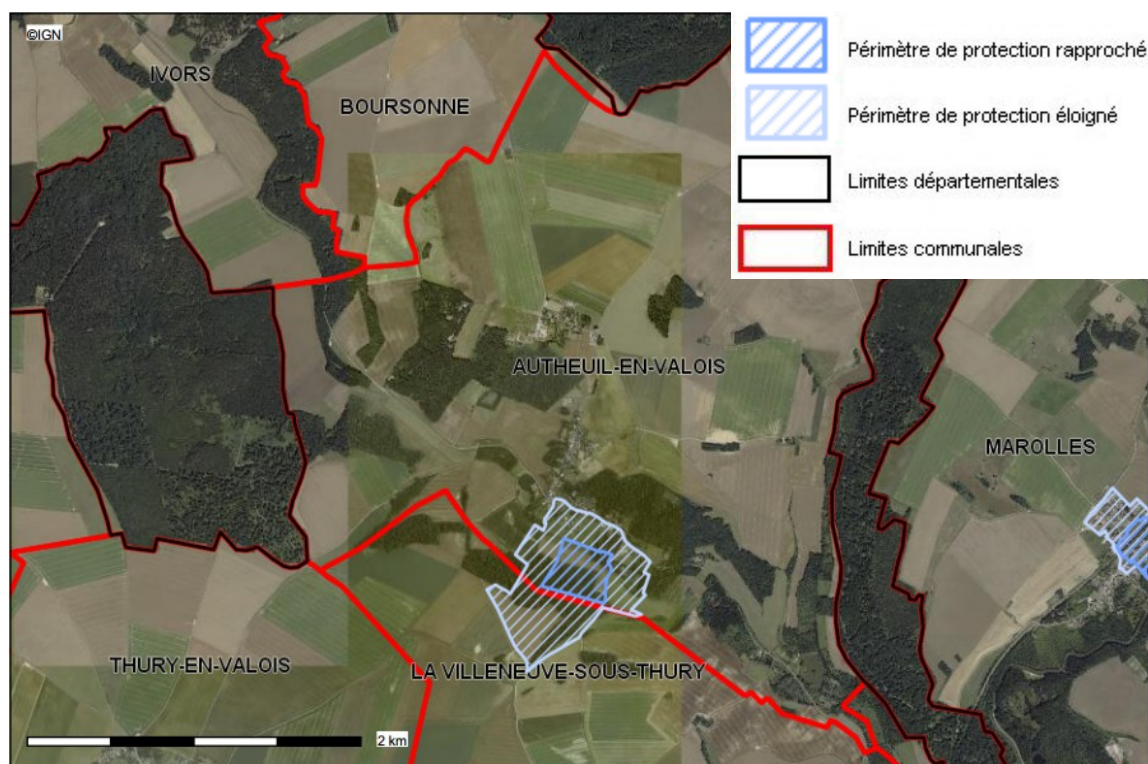 ©IGN
IVORS
BOURSONNE
AUTHEUIL-EN-VALOIS
MAROLLES
THURY-EN-VALOIS
LA VILLENEUVE-SOUS-THURY
2 km
Périmètre de protection rapproché
Périmètre de protection éloigné
Limites départementales
Limites communales